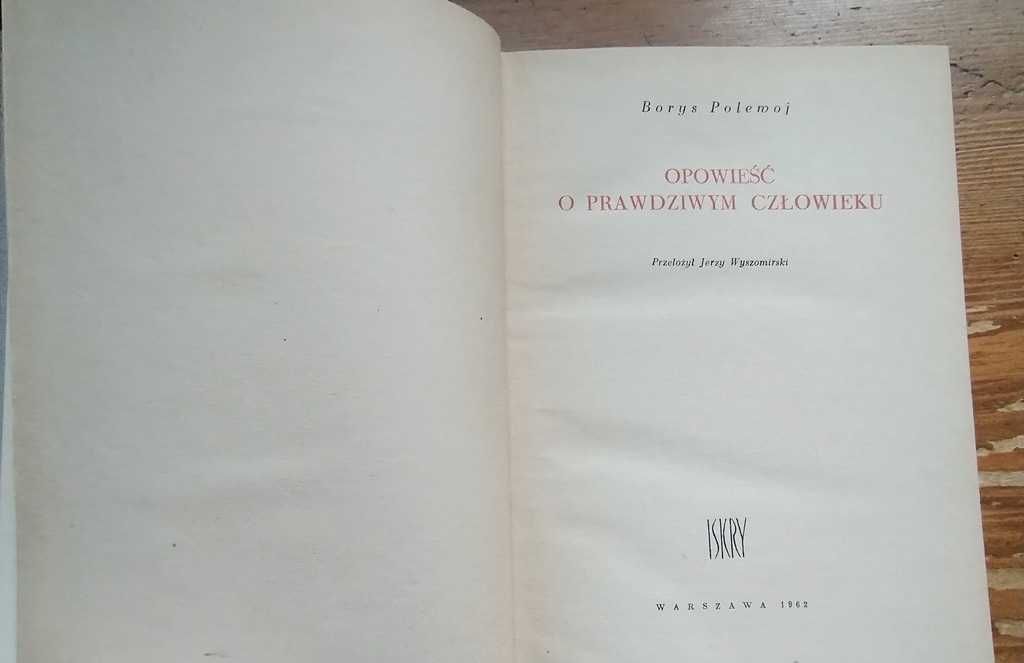 Borys Polewoj
OPOWIEŚĆ
O PRAWDZIWYM CZŁOWIEKU
Przełożył Jerzy Wyszomirski
ISKRY
WARSZAWA 1962